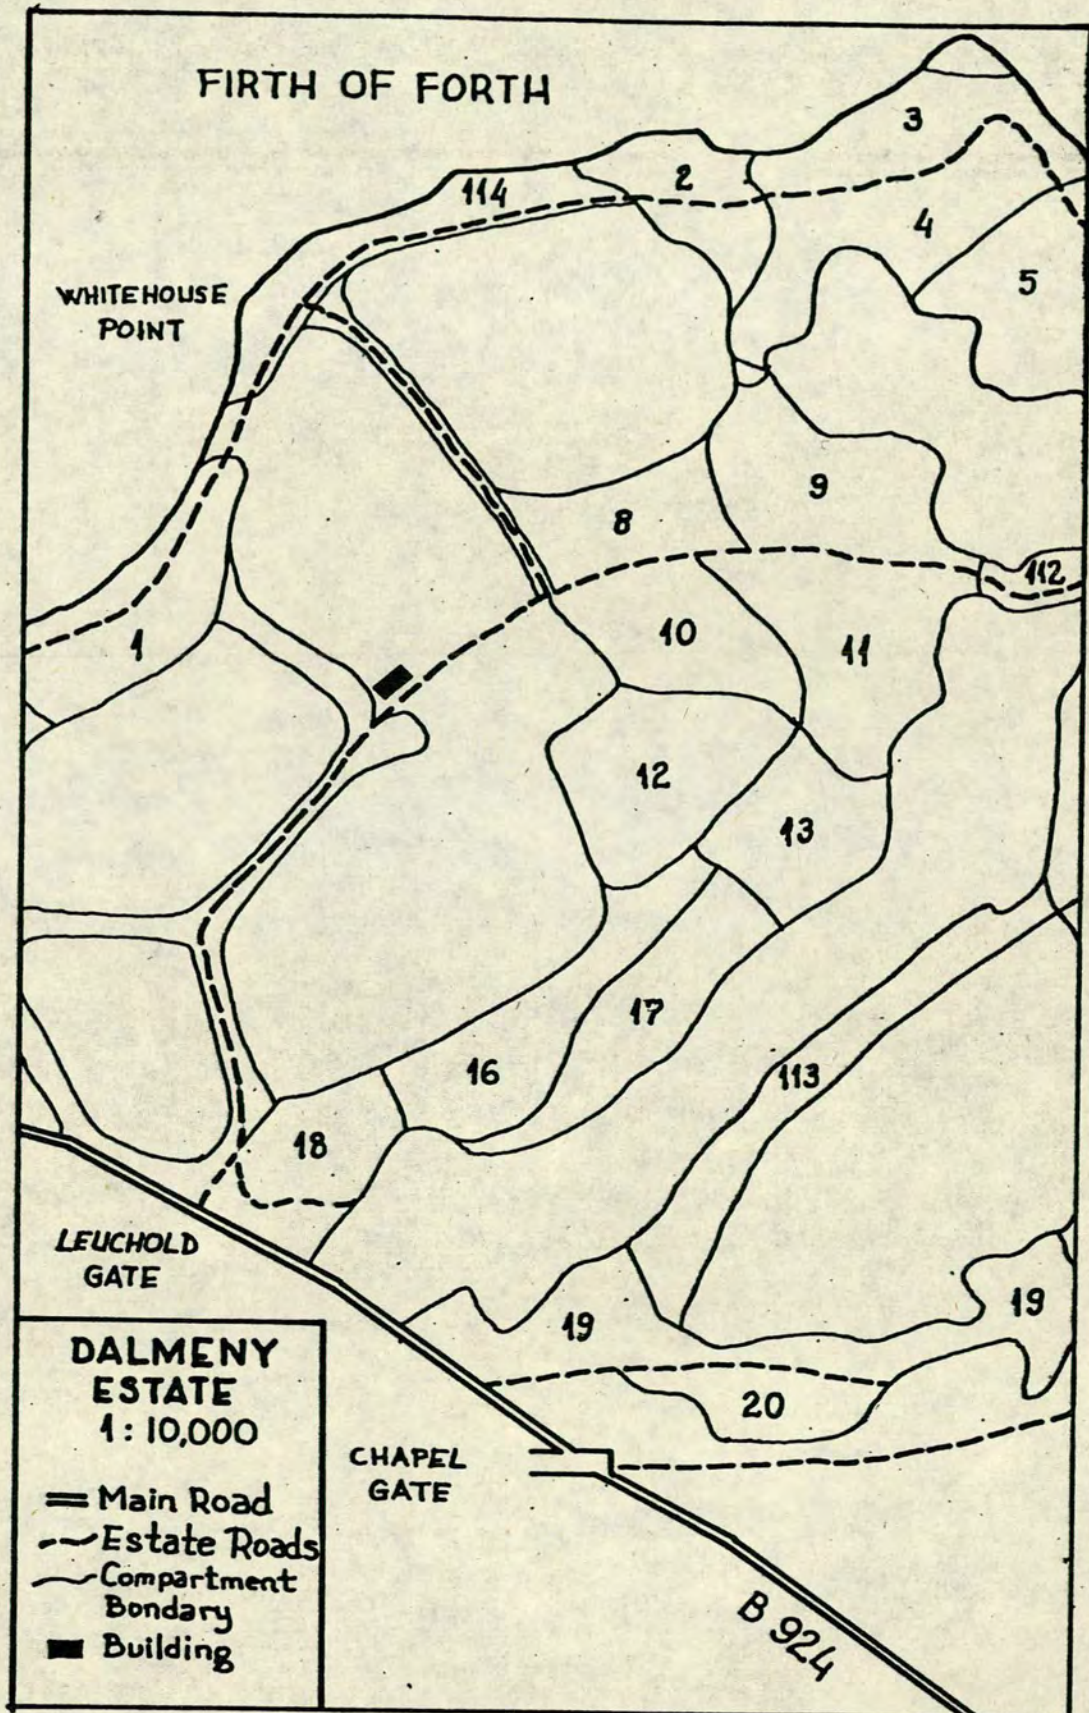 FIRTH OF FORTH
3
114
2
4
WHITEHOUSE
POINT
5
9
8
112
1
10
11
12
13
17
16
113
18
LEUCHOLD
GATE
19
19
20
DALMENY
ESTATE
1:10,000
Main Road
Estate Roads
Compartment
Bondary
Building
CHAPEL
GATE
B 924